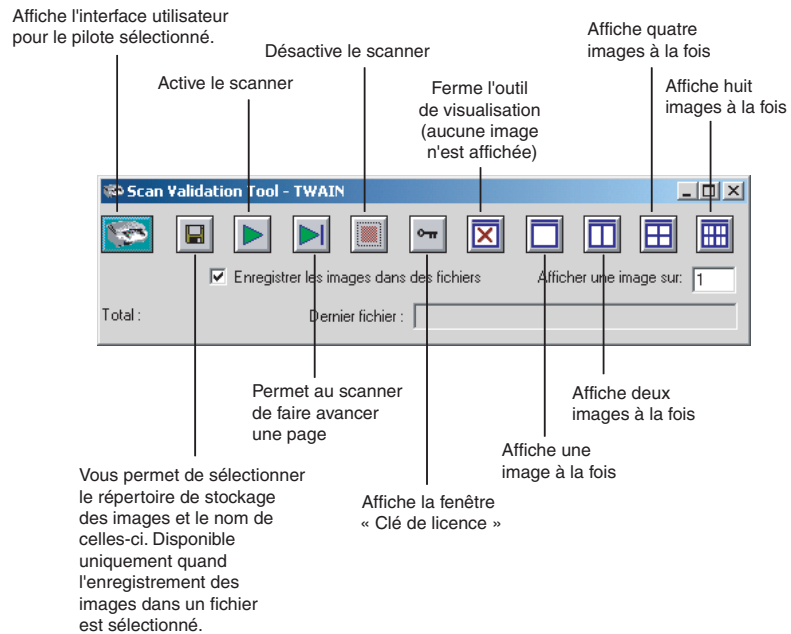 Affiche l'interface utilisateur
pour le pilote sélectionné.
Active le scanner
Désactive le scanner
Ferme l'outil
de visualisation
(aucune image
n'est affichée)
Affiche quatre
images à la fois
Affiche huit
images à la fois
Scan Validation Tool - TWAIN
Enregistrer les images dans des fichiers
Afficher une image sur: 1
Total :
Dernier fichier :
Vous permet de sélectionner
le répertoire de stockage
des images et le nom de
celles-ci. Disponible
uniquement quand
l'enregistrement des
images dans un fichier
est sélectionné.
Permet au scanner
de faire avancer
une page
Affiche la fenêtre
« Clé de licence »
Affiche une
image à la fois
Affiche deux
images à la fois